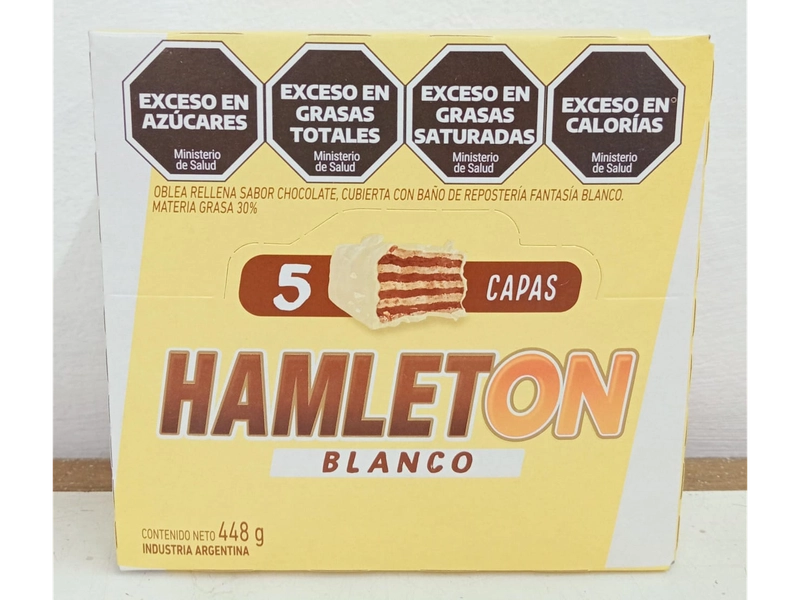 EXCESO EN
AZÚCARES
Ministerio
de Salud
EXCESO EN
GRASAS
TOTALES
Ministerio
de Salud
EXCESO EN
GRASAS
SATURADAS
Ministerio
de Salud
EXCESO EN
CALORÍAS
Ministerio
de Salud
OBLEA RELLENA SABOR CHOCOLATE, CUBIERTA CON BAÑO DE REPOSTERÍA FANTASÍA BLANCO.
MATERIA GRASA 30%
5 CAPAS
HAMLETON
BLANCO
CONTENIDO NETO 448 g
INDUSTRIA ARGENTINA